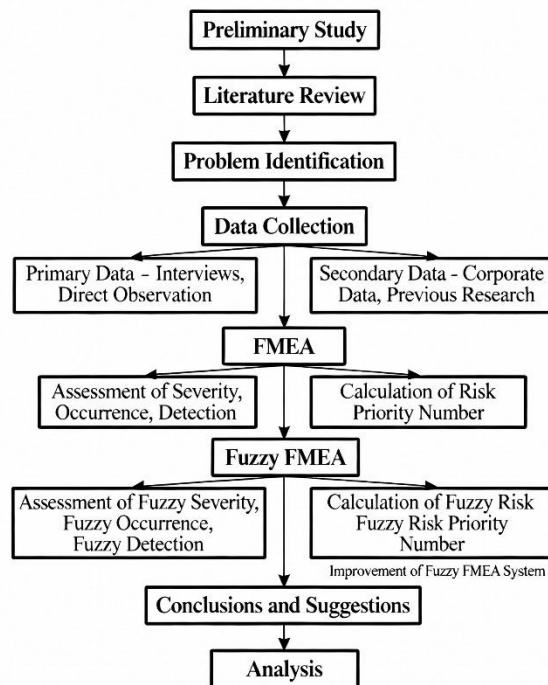 Preliminary Study
Literature Review
Problem Identification
Data Collection
Primary Data – Interviews,
Direct Observation
Secondary Data - Corporate
Data, Previous Research
FMEA
Assessment of Severity,
Occurrence, Detection
Calculation of Risk
Priority Number
Fuzzy FMEA
Assessment of Fuzzy Severity,
Fuzzy Occurrence,
Fuzzy Detection
Calculation of Fuzzy Risk
Fuzzy Risk Priority
Number
Improvement of Fuzzy FMEA System
Conclusions and Suggestions
Analysis